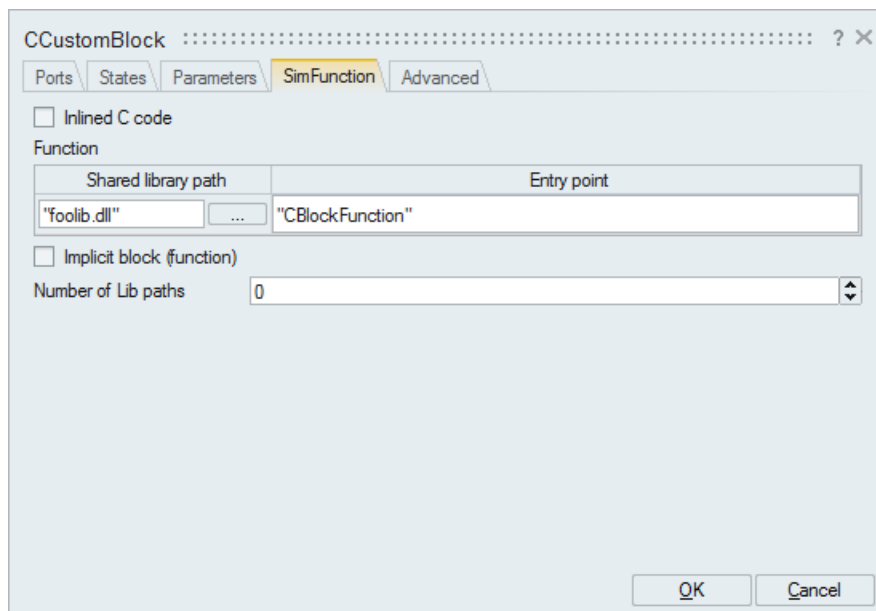 CCustomBlock ? ×
Ports States Parameters SimFunction Advanced
Inlined C code
Function
Shared library path Entry point
"foolib.dll" ... "CBlockFunction"
Implicit block (function)
Number of Lib paths 0
OK Cancel